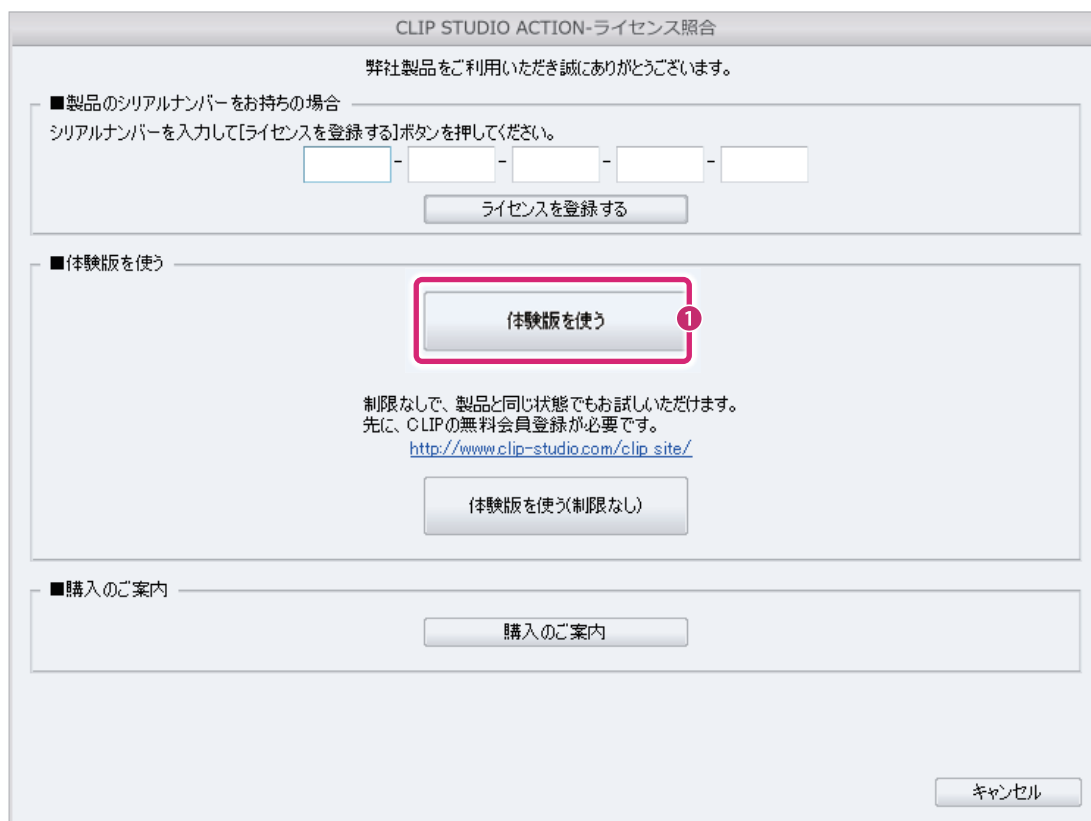 CLIP STUDIO ACTION-ライセンス照合
弊社製品をご利用いただき誠にありがとうございます。
■製品のシリアルナンバーをお持ちの場合
シリアルナンバーを入力して[ライセンスを登録する]ボタンを押してください。
- - - -
ライセンスを登録する
■体験版を使う
体験版を使う
1
制限なしで、製品と同じ状態でもお試しいただけます。
先に、CLIPの無料会員登録が必要です。
http://www.clip-studio.com/clip_site/
体験版を使う(制限なし)
■購入のご案内
購入のご案内
キャンセル